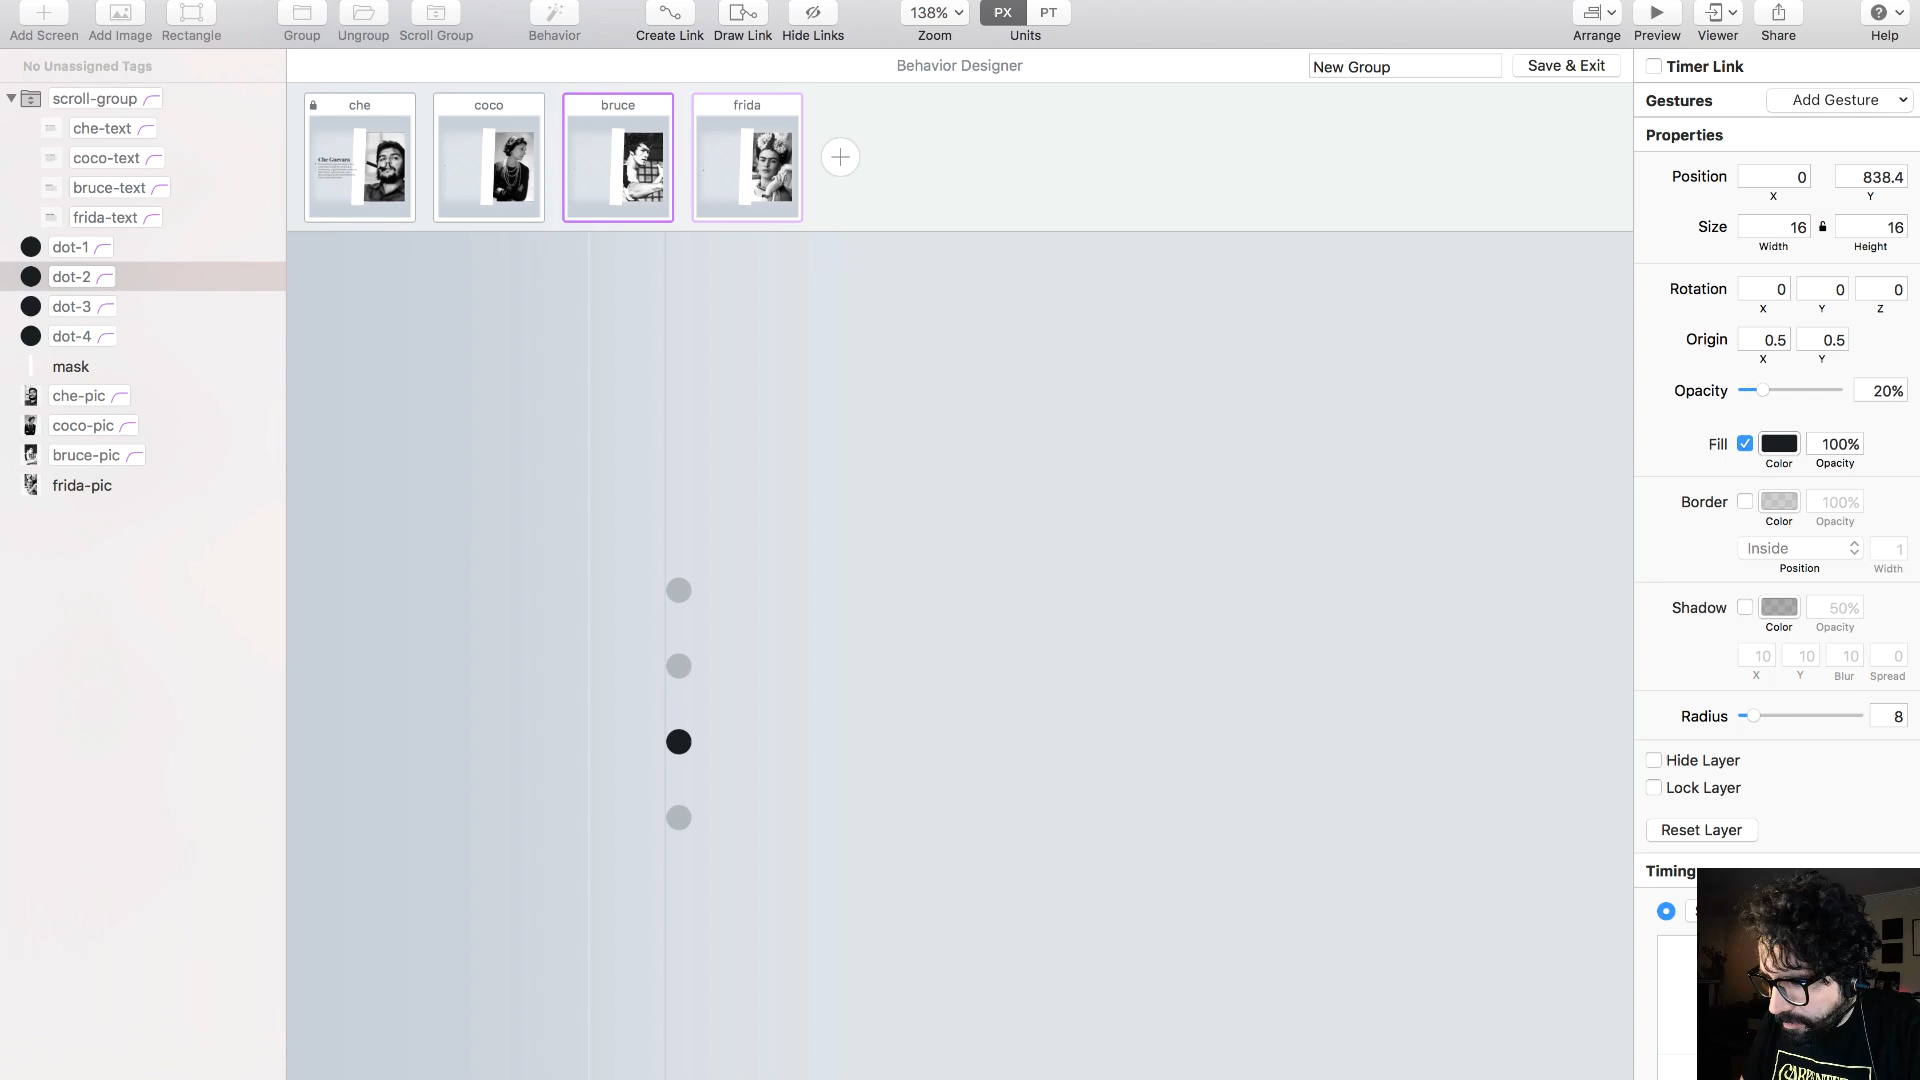 Add Screen Add Image Rectangle Group Ungroup Scroll Group Behavior Create Link Draw Link Hide Links 138% Zoom PX PT Units Arrange Preview Viewer Share Help
No Unassigned Tags
Behavior Designer
New Group
Save & Exit
scroll-group
che-text
coco-text
bruce-text
frida-text
dot-1
dot-2
dot-3
dot-4
mask
che-pic
coco-pic
bruce-pic
frida-pic
che
coco
bruce
frida
Che Guevara
Timer Link
Gestures Add Gesture
Properties
Position 0 838.4
X Y
Size 16 16
Width Height
Rotation 0 0 0
X Y Z
Origin 0.5 0.5
X Y
Opacity 20%
Fill 100%
Color Opacity
Border 100%
Color Opacity
Inside 1
Position Width
Shadow 50%
Color Opacity
10 10 10 0
X Y Blur Spread
Radius 8
Hide Layer
Lock Layer
Reset Layer
Timing